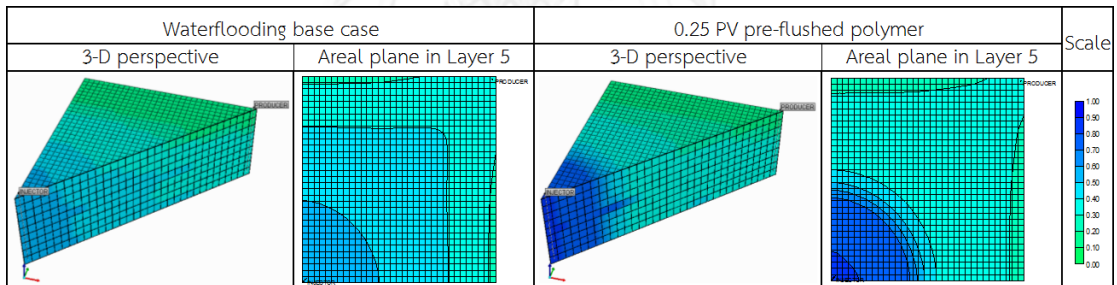 Waterflooding base case
0.25 PV pre-flushed polymer
Scale
3-D perspective
Areal plane in Layer 5
3-D perspective
Areal plane in Layer 5
PRODUCER
INJECTOR
PRODUCER
PRODUCER
INJECTOR
PRODUCER
1.00
0.90
0.80
0.70
0.60
0.50
0.40
0.30
0.20
0.10
0.00